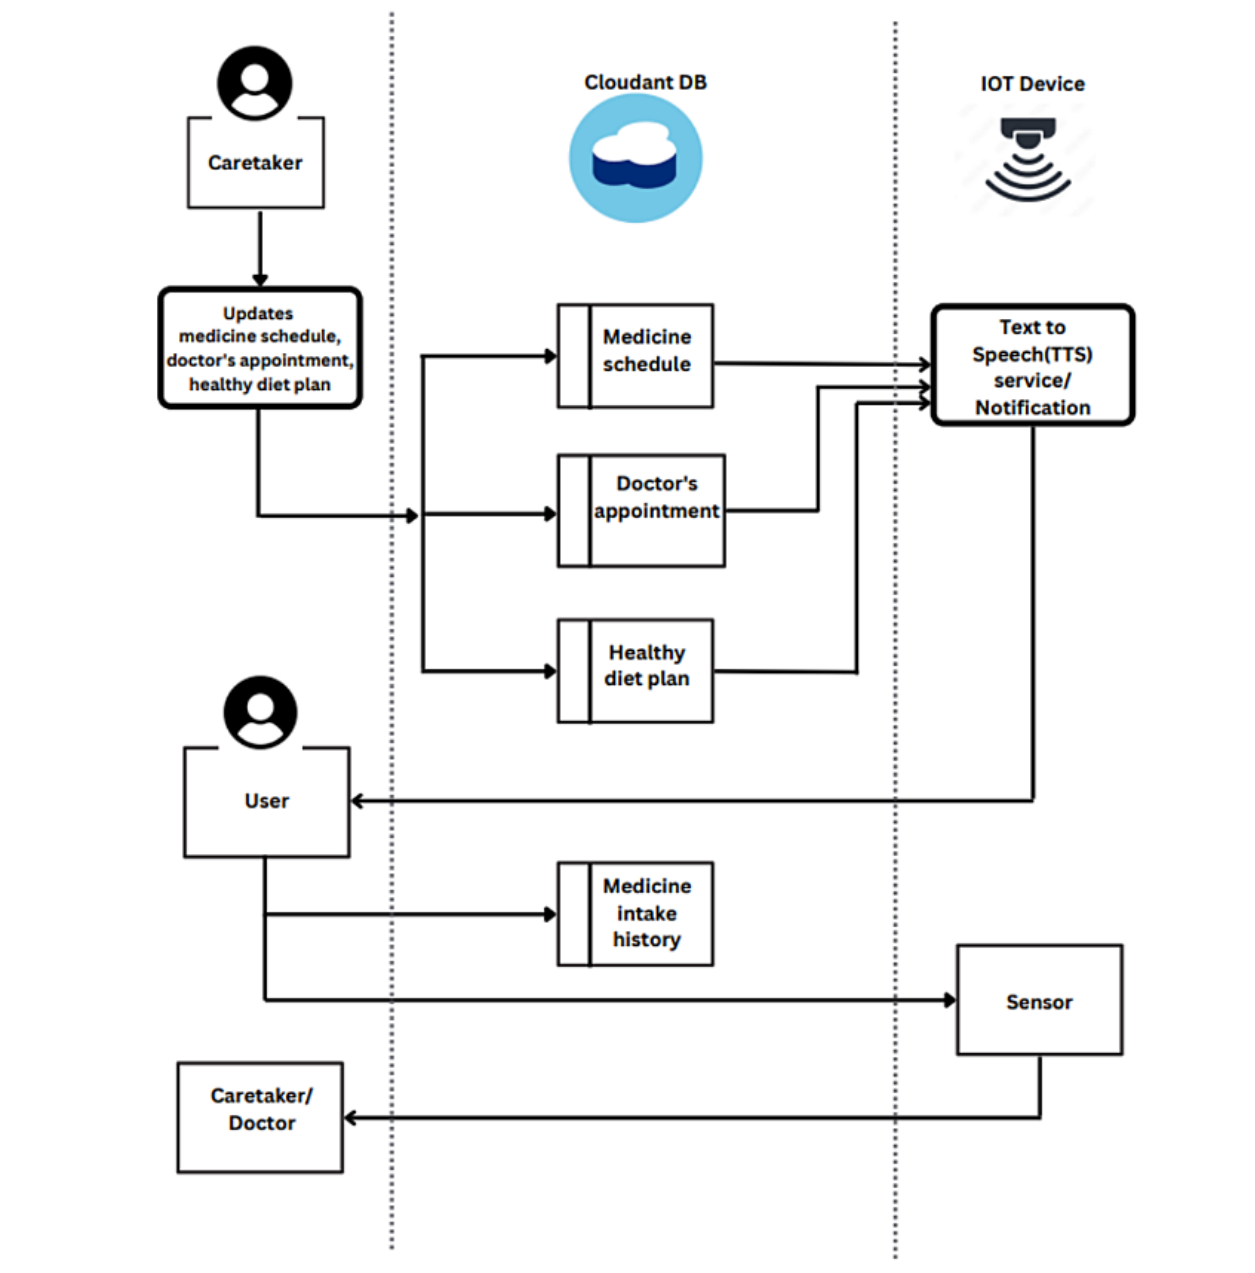 Caretaker
Cloudant DB
IOT Device
Updates
medicine schedule,
doctor's appointment,
healthy diet plan
Medicine
schedule
Text to
Speech(TTS)
service/
Notification
Doctor's
appointment
Healthy
diet plan
User
Medicine
intake
history
Sensor
Caretaker/
Doctor